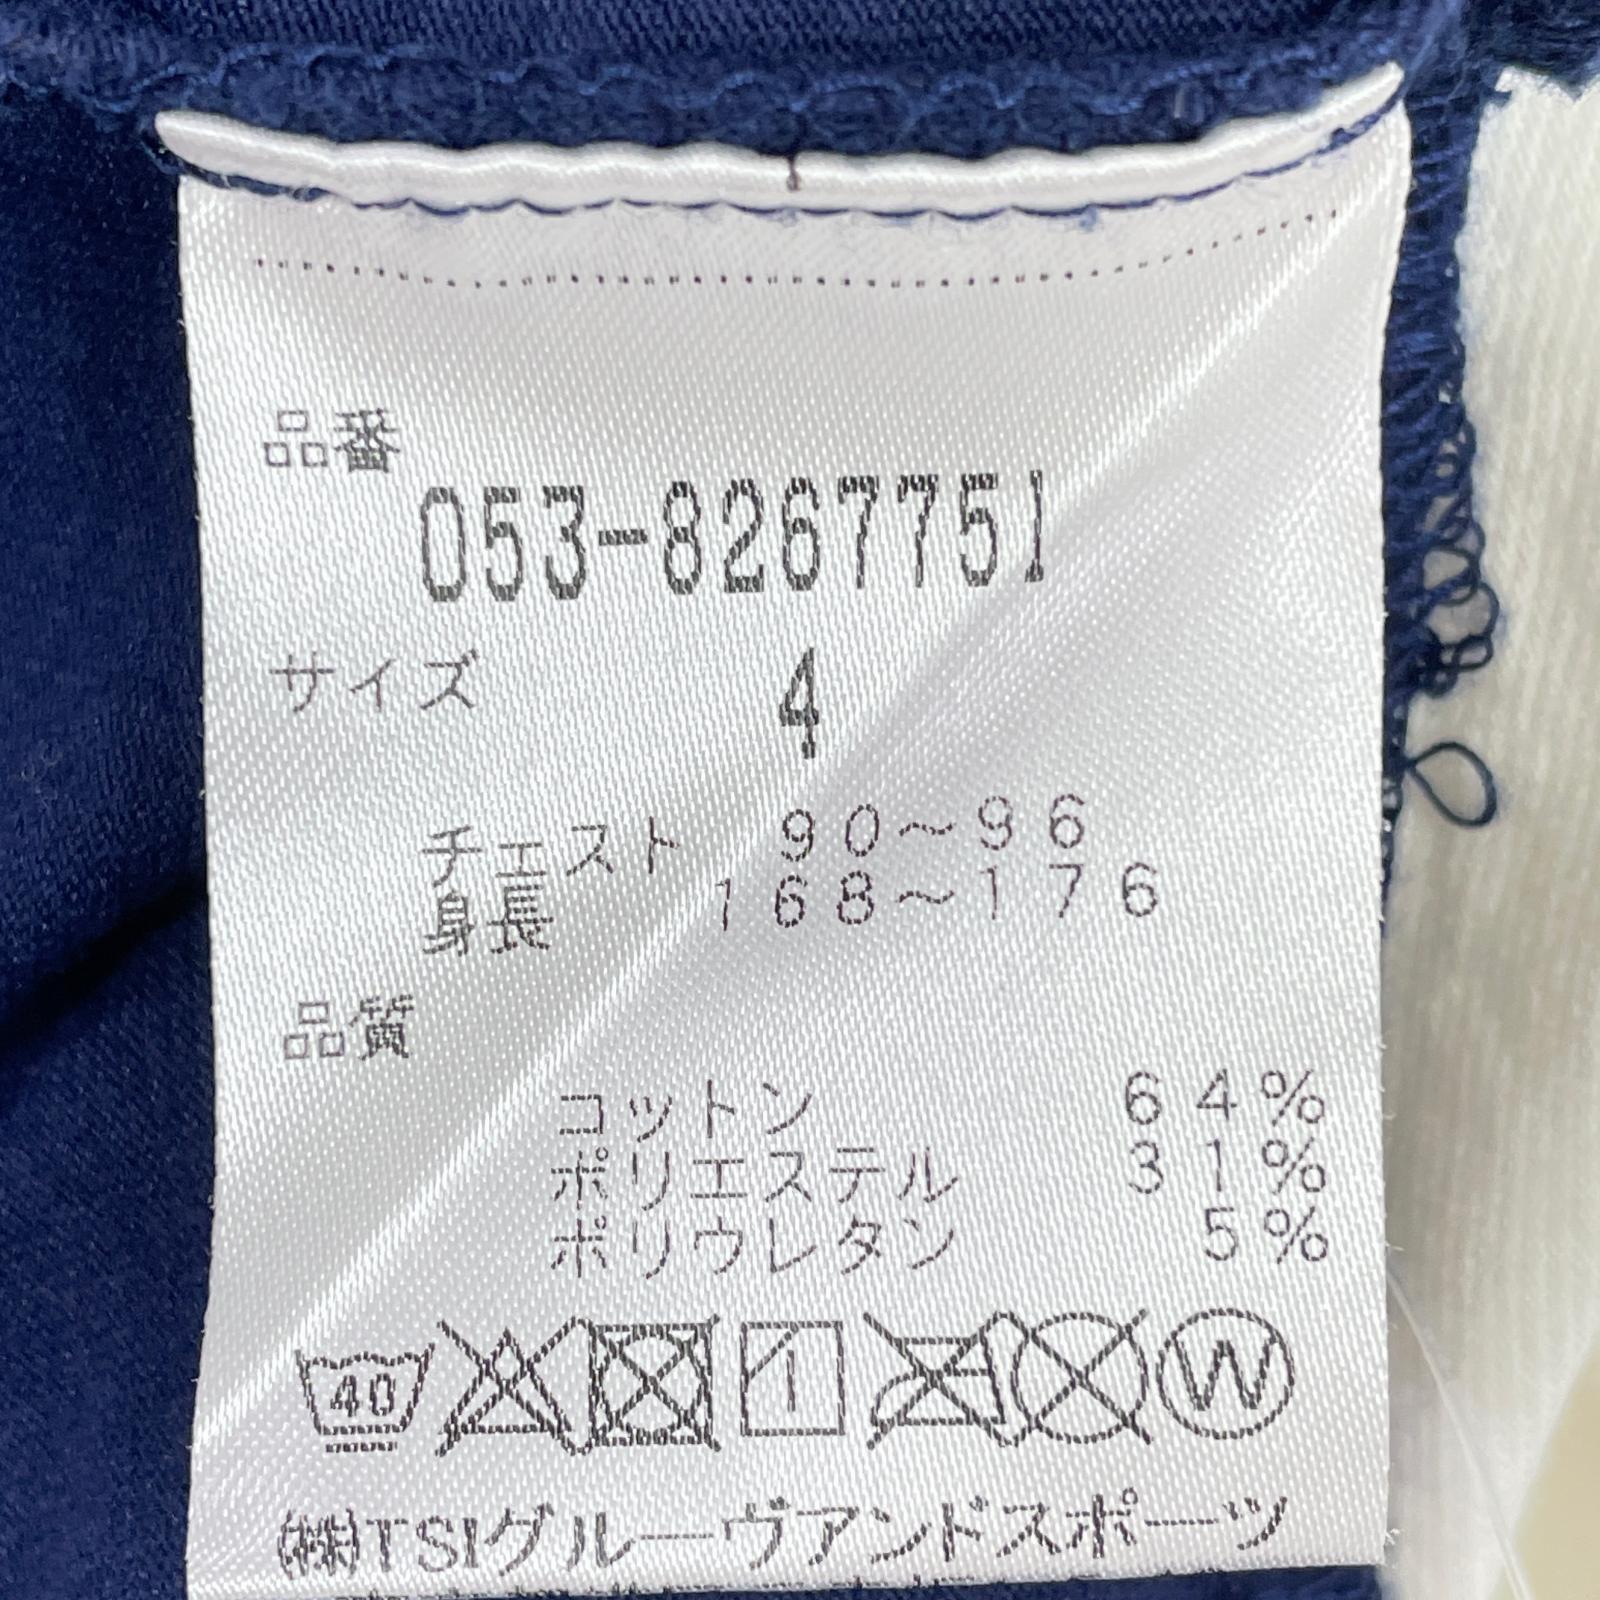 品番
053-8267751
サイズ 4
チェスト 90〜96
身長 168〜176
品質
コットン 64%
ポリエステル 31%
ポリウレタン 5%
40 W
㈱TSIグルーヴアンドスポーツ